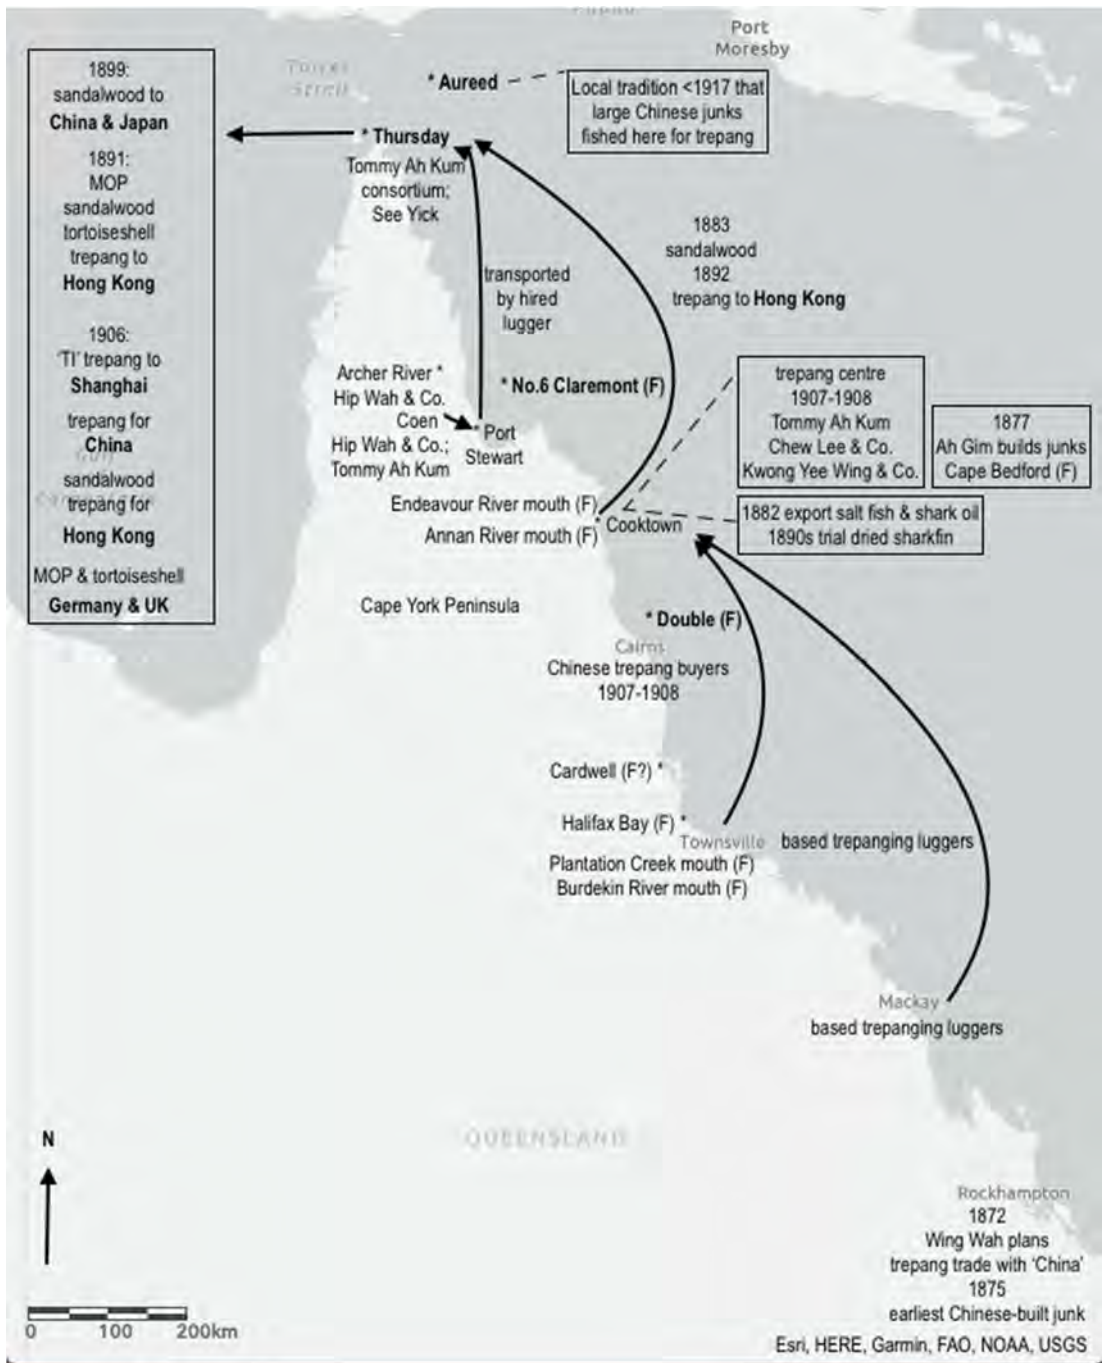 Port
Moresby
Torres
Strait
* Aureed
Local tradition <1917 that
large Chinese junks
fished here for trepang
1899:
sandalwood to
China & Japan
1891:
MOP
sandalwood
tortoiseshell
trepang to
Hong Kong
1906:
'TI' trepang to
Shanghai
trepang for
China
sandalwood
trepang for
Hong Kong
MOP & tortoiseshell
Germany & UK
* Thursday
Tommy Ah Kum
consortium;
See Yick
transported
by hired
lugger
1883
sandalwood
1892
trepang to Hong Kong
Archer River *
Hip Wah & Co.
Coen
Hip Wah & Co.;
Tommy Ah Kum
* Port
Stewart
* No.6 Claremont (F)
trepang centre
1907-1908
Tommy Ah Kum
Chew Lee & Co.
Kwong Yee Wing & Co.
1877
Ah Gim builds junks
Cape Bedford (F)
Endeavour River mouth (F)
Annan River mouth (F)
* Cooktown
1882 export salt fish & shark oil
1890s trial dried sharkfin
Cape York Peninsula
* Double (F)
Cairns
Chinese trepang buyers
1907-1908
Cardwell (F?) *
Halifax Bay (F) *
Townsville
based trepanging luggers
Plantation Creek mouth (F)
Burdekin River mouth (F)
Mackay
based trepanging luggers
QUEENSLAND
N
Rockhampton
1872
Wing Wah plans
trepang trade with 'China'
1875
earliest Chinese-built junk
0 100 200km
Esri, HERE, Garmin, FAO, NOAA, USGS